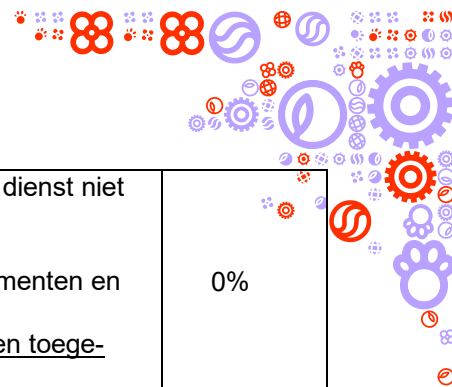 dienst niet
menten en
0%
en toege-